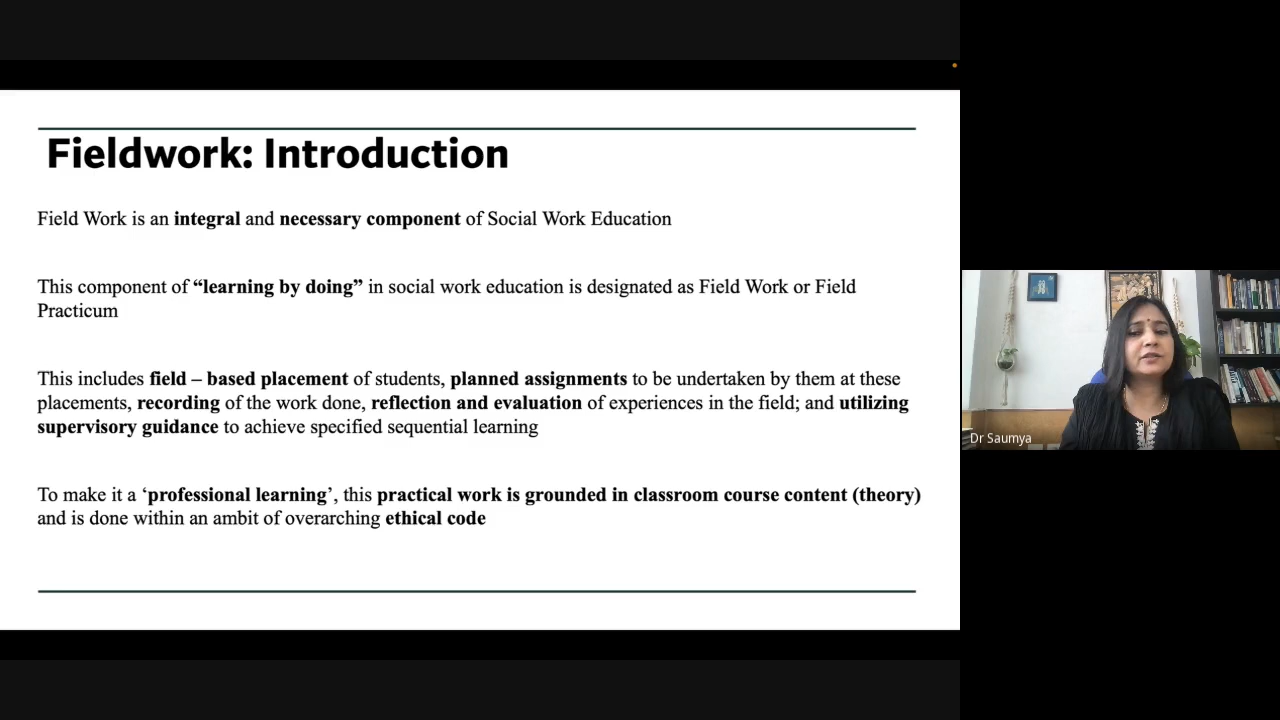 Fieldwork: Introduction
Field Work is an integral and necessary component of Social Work Education
This component of “learning by doing” in social work education is designated as Field Work or Field
Practicum
This includes field – based placement of students, planned assignments to be undertaken by them at these
placements, recording of the work done, reflection and evaluation of experiences in the field; and utilizing
supervisory guidance to achieve specified sequential learning
To make it a ‘professional learning’, this practical work is grounded in classroom course content (theory)
and is done within an ambit of overarching ethical code
Dr Saumya